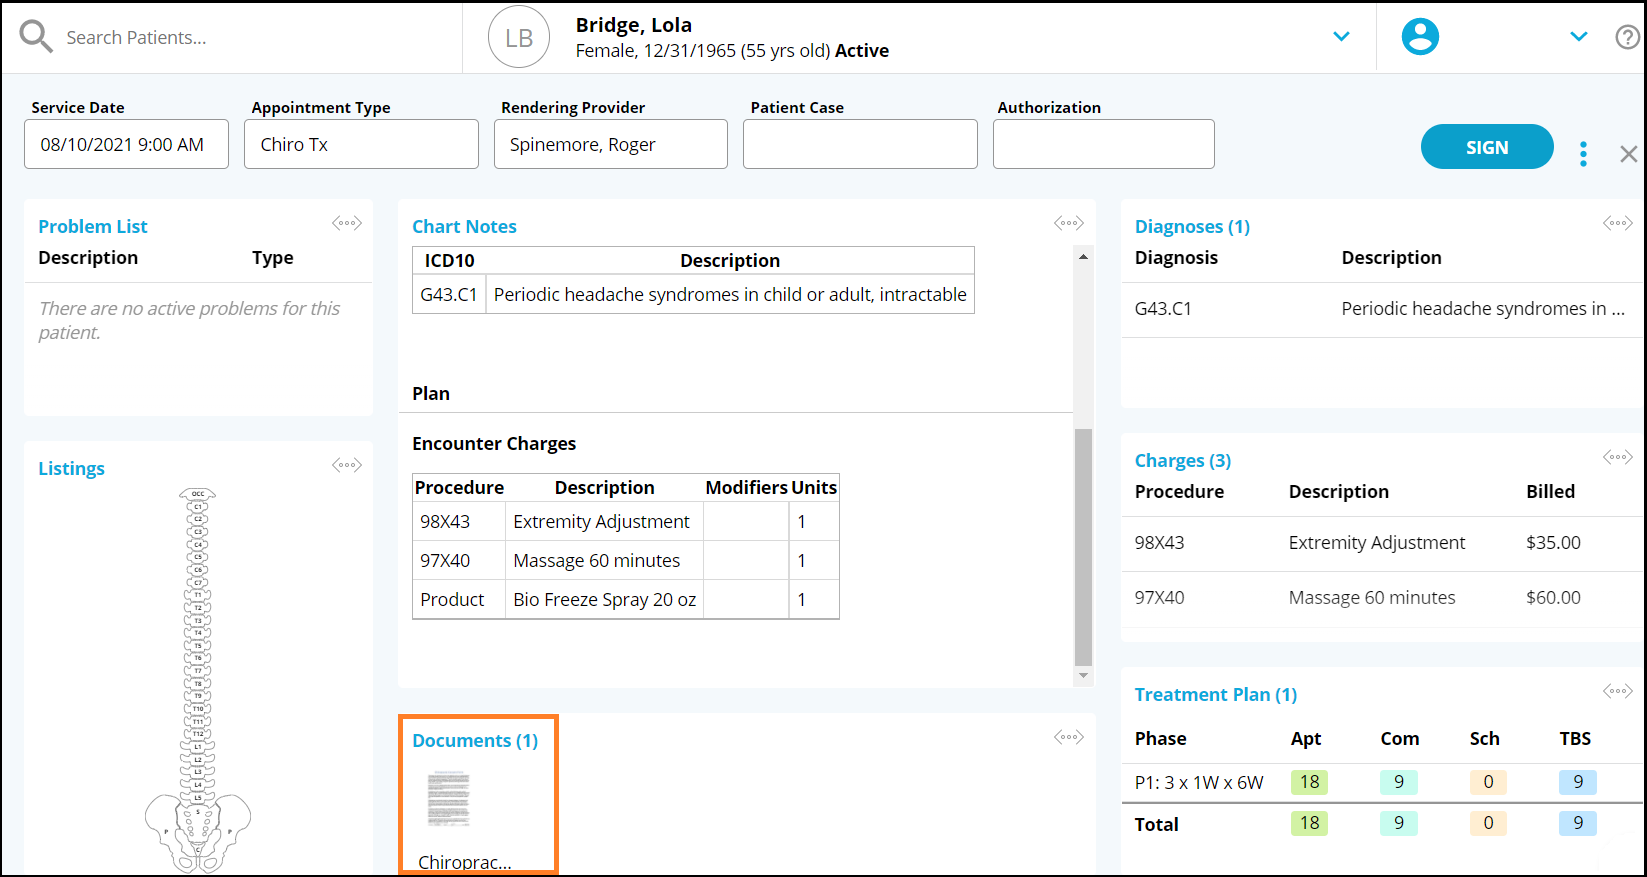 Search Patients...
LB
Bridge, Lola
Female, 12/31/1965 (55 yrs old) Active
Service Date
08/10/2021 9:00 AM
Appointment Type
Chiro Tx
Rendering Provider
Spinemore, Roger
Patient Case
Authorization
SIGN
Problem List
Description Type
There are no active problems for this
patient.
Listings
OCC
C1
C2
C3
C4
C5
C6
C7
T1
T2
T3
T4
T5
T6
T7
T8
T9
T10
T11
T12
L1
L2
L3
L4
L5
S
P P
C
Chart Notes
ICD10 Description
G43.C1 Periodic headache syndromes in child or adult, intractable
Plan
Encounter Charges
Procedure Description Modifiers Units
98X43 Extremity Adjustment 1
97X40 Massage 60 minutes 1
Product Bio Freeze Spray 20 oz 1
Documents (1)
Chiroprac...
Diagnoses (1)
Diagnosis Description
G43.C1 Periodic headache syndromes in ...
Charges (3)
Procedure Description Billed
98X43 Extremity Adjustment $35.00
97X40 Massage 60 minutes $60.00
Treatment Plan (1)
Phase Apt Com Sch TBS
P1: 3 x 1W x 6W 18 9 0 9
Total 18 9 0 9